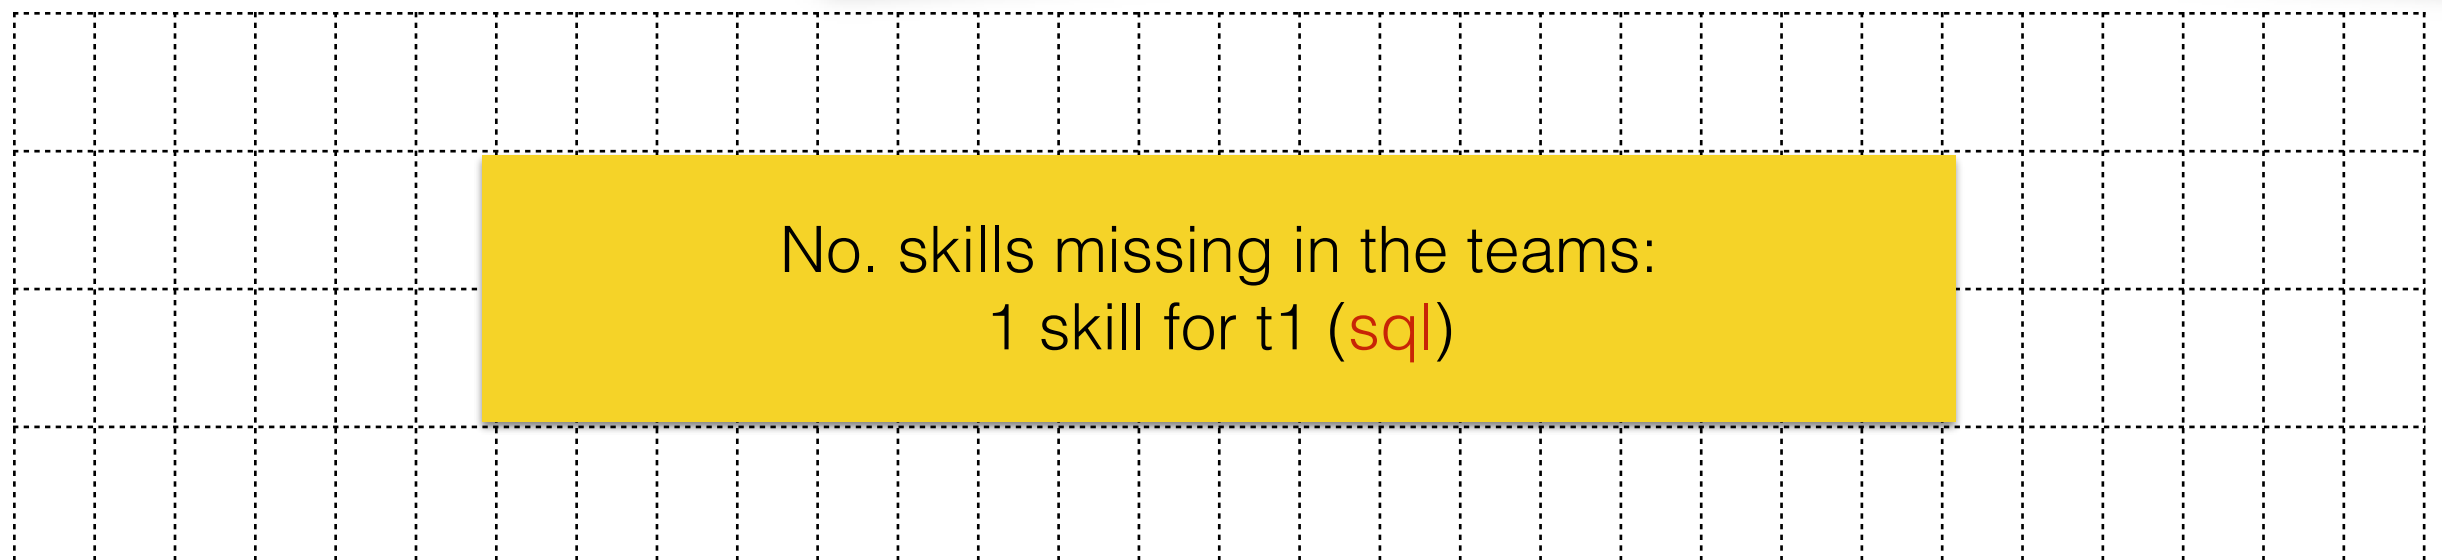 No. skills missing in the teams:
1 skill for t1 (sql)